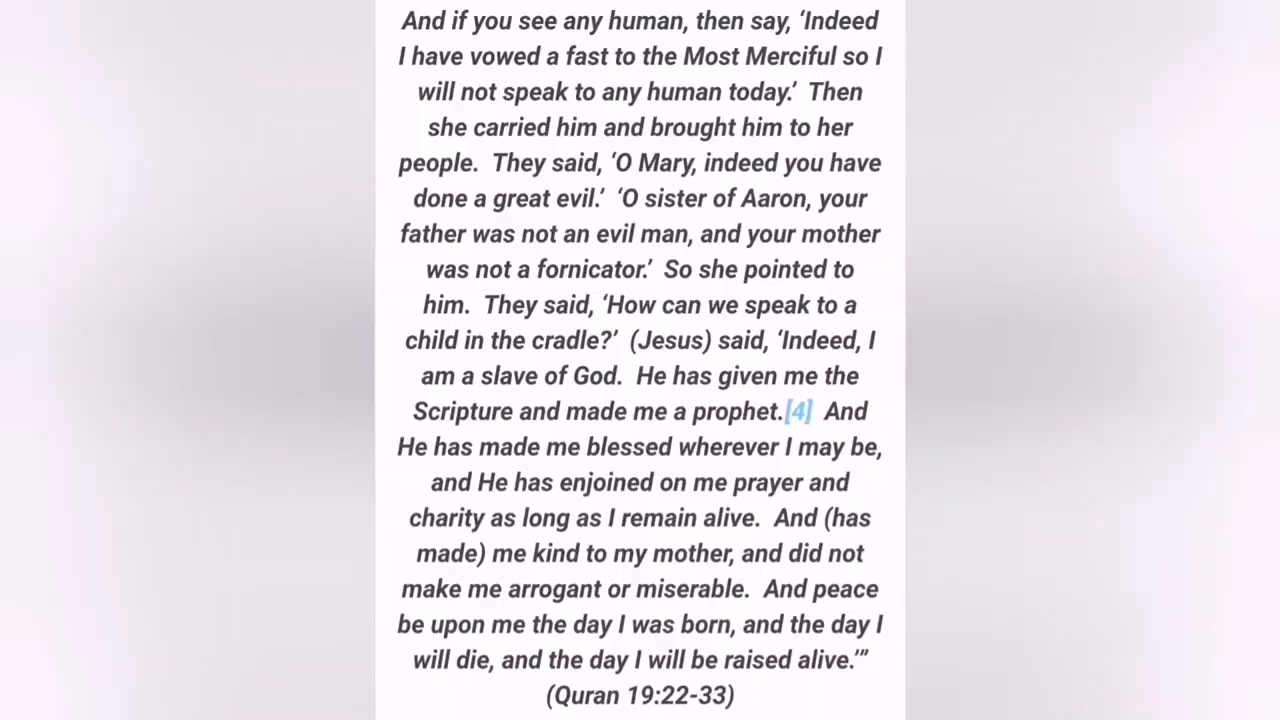 And if you see any human, then say, ‘Indeed
I have vowed a fast to the Most Merciful so I
will not speak to any human today.’  Then
she carried him and brought him to her
people.  They said, ‘O Mary, indeed you have
done a great evil.’  ‘O sister of Aaron, your
father was not an evil man, and your mother
was not a fornicator.’  So she pointed to
him.  They said, ‘How can we speak to a
child in the cradle?’  (Jesus) said, ‘Indeed, I
am a slave of God.  He has given me the
Scripture and made me a prophet.[4]  And
He has made me blessed wherever I may be,
and He has enjoined on me prayer and
charity as long as I remain alive.  And (has
made) me kind to my mother, and did not
make me arrogant or miserable.  And peace
be upon me the day I was born, and the day I
will die, and the day I will be raised alive.’”
(Quran 19:22-33)